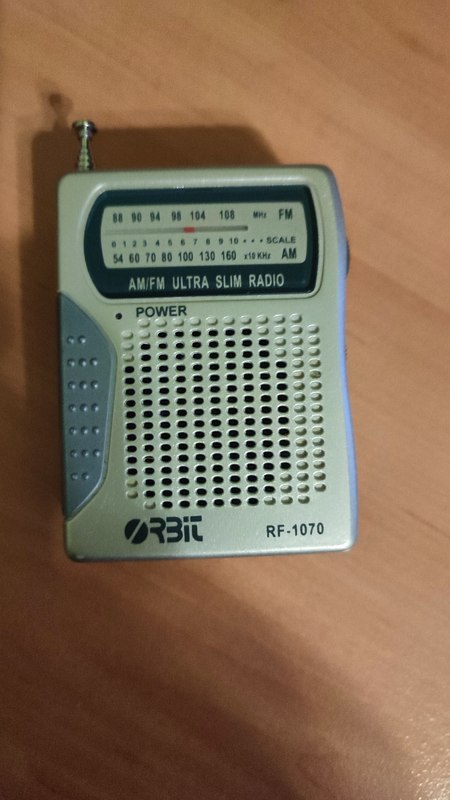 88 90 94 98 104 108 MHz FM
0 1 2 3 4 5 6 7 8 9 10 • • • SCALE
54 60 70 80 100 130 160 x10 KHz AM
AM/FM ULTRA SLIM RADIO
POWER
ORBIT RF-1070